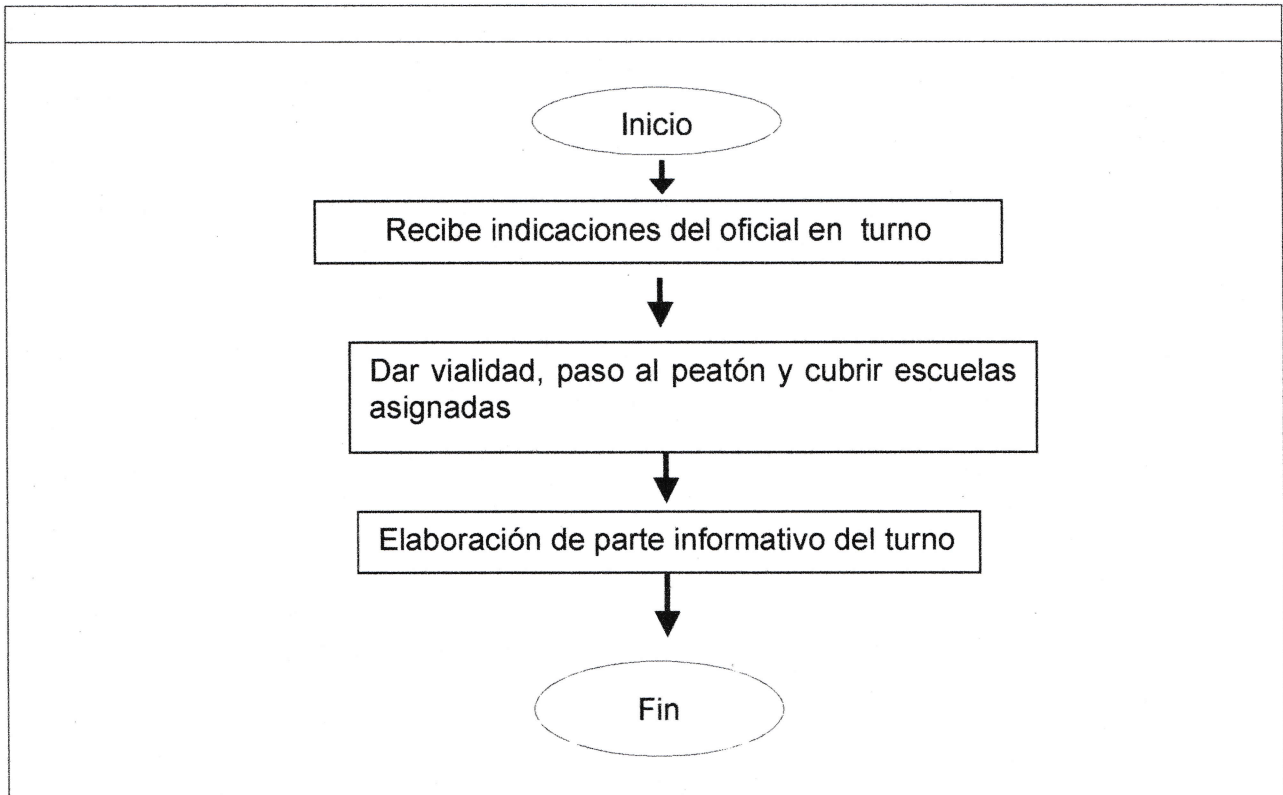 Inicio
Recibe indicaciones del oficial en turno
Dar vialidad, paso al peatón y cubrir escuelas
asignadas
Elaboración de parte informativo del turno
Fin